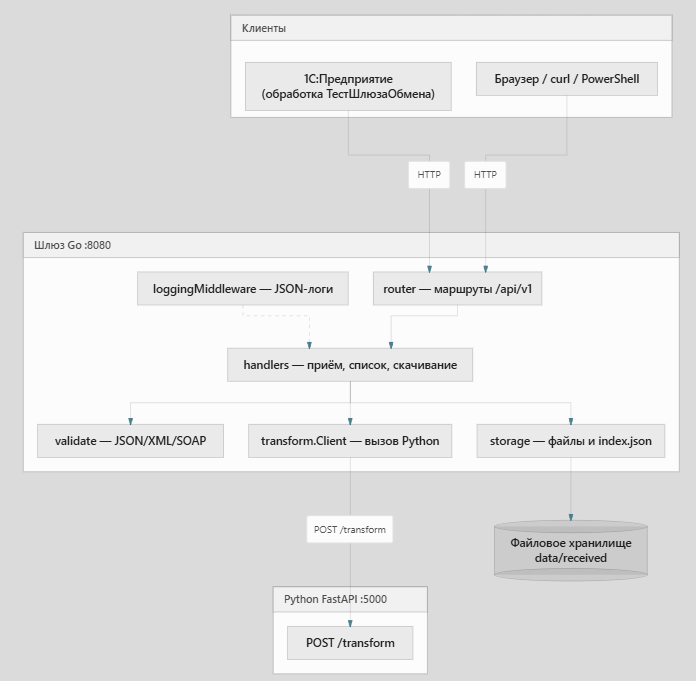 Клиенты
1С:Предприятие
(обработка ТестШлюзаОбмена)
Браузер / curl / PowerShell
HTTP
HTTP
Шлюз Go :8080
loggingMiddleware — JSON-логи
router — маршруты /api/v1
handlers — приём, список, скачивание
validate — JSON/XML/SOAP
transform.Client — вызов Python
storage — файлы и index.json
POST /transform
Файловое хранилище
data/received
Python FastAPI :5000
POST /transform